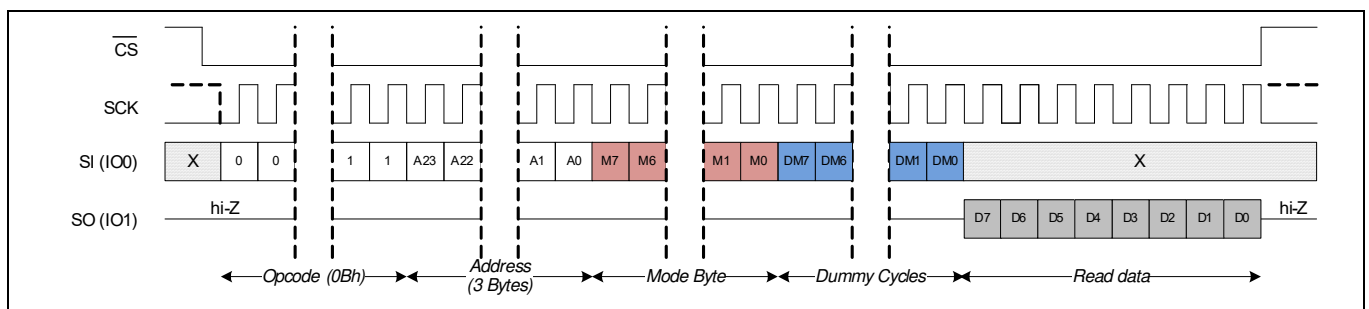 CS
SCK
SI (IO0) X 0 0 1 1 A23 A22 A1 A0 M7 M6 M1 M0 DM7 DM6 DM1 DM0 X
SO (IO1) hi-Z D7 D6 D5 D4 D3 D2 D1 D0 hi-Z
Opcode (0Bh) Address (3 Bytes) Mode Byte Dummy Cycles Read data